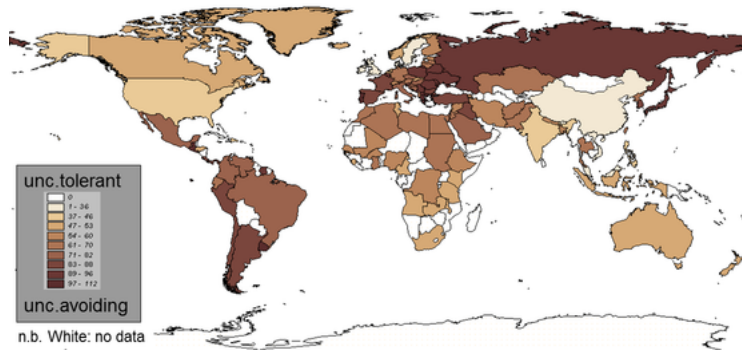 unc.tolerant
0
1 - 36
37 - 46
47 - 53
54 - 60
61 - 70
71 - 82
83 - 88
89 - 96
97 - 112
unc.avoiding
n.b. White: no data